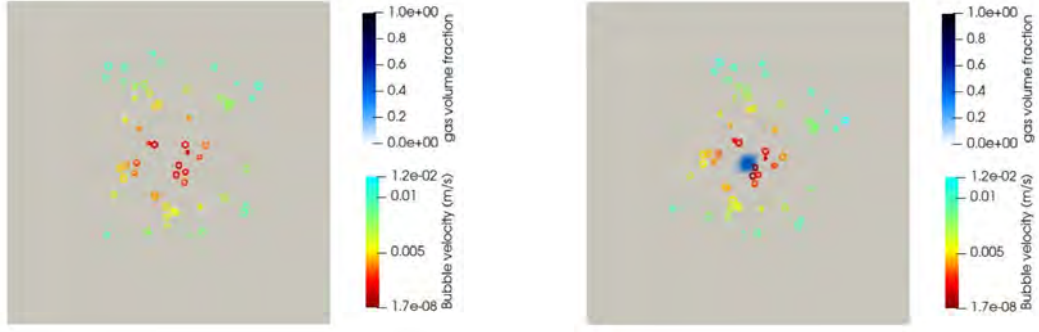 1.0e+00
0.8
0.6
0.4
0.2
0.0e+00
gas volume fraction
1.2e-02
0.01
0.005
1.7e-08
Bubble velocity (m/s)
1.0e+00
0.8
0.6
0.4
0.2
0.0e+00
gas volume fraction
1.2e-02
0.01
0.005
1.7e-08
Bubble velocity (m/s)